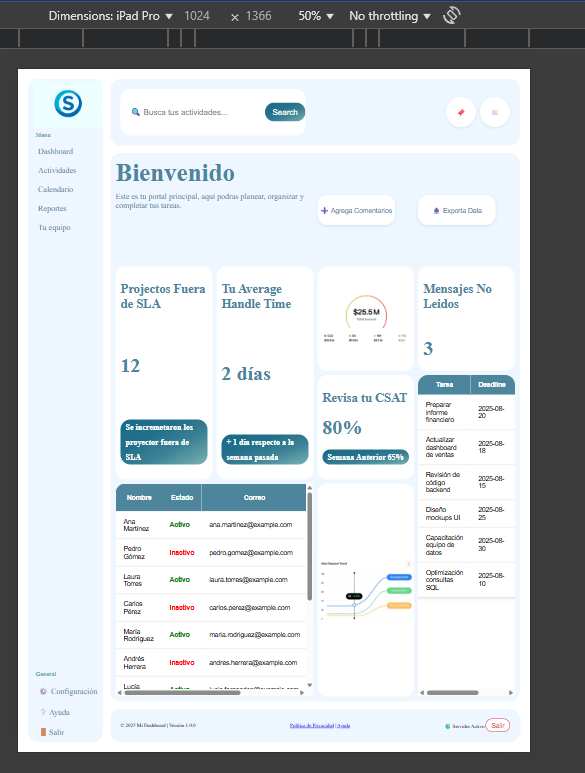 Dimensions: iPad Pro ▼ 1024 × 1366 50% ▼ No throttling ▼
S
Menu
Dashboard
Actividades
Calendario
Reportes
Tu equipo
General
Configuración
Ayuda
Salir
Busca tus actividades...
Search
Bienvenido
Este es tu portal principal, aqui podras planear, organizar y
completar tus tareas.
Agrega Comentarios
Exporta Data
Projectos Fuera
de SLA
12
Se incremetaron los
proyector fuera de
SLA
Tu Average
Handle Time
2 días
+ 1 día respecto a la
semana pasada
$25.5M
Revisa tu CSAT
80%
Semana Anterior 65%
Mensajes No
Leidos
3
Tarea Deadline
Preparar
informe
financiero
2025-08-
20
Actualizar
dashboard
de ventas
2025-08-
18
Revisión de
código
backend
2025-08-
15
Diseño
mockups UI
2025-08-
25
Capacitación
equipo de
datos
2025-08-
30
Optimización
consultas
SQL
2025-08-
10
Nombre Estado Correo
Ana
Martínez
Activo
ana.martinez@example.com
Pedro
Gómez
Inactivo
pedro.gomez@example.com
Laura
Torres
Activo
laura.torres@example.com
Carlos
Pérez
Inactivo
carlos.perez@example.com
María
Rodríguez
Activo
maria.rodriguez@example.com
Andrés
Herrera
Inactivo
andres.herrera@example.com
Lucía
Activo
© 2025 Mi Dashboard | Versión 1.0.0
Política de Privacidad | Ayuda
Servidor Activo
Salir